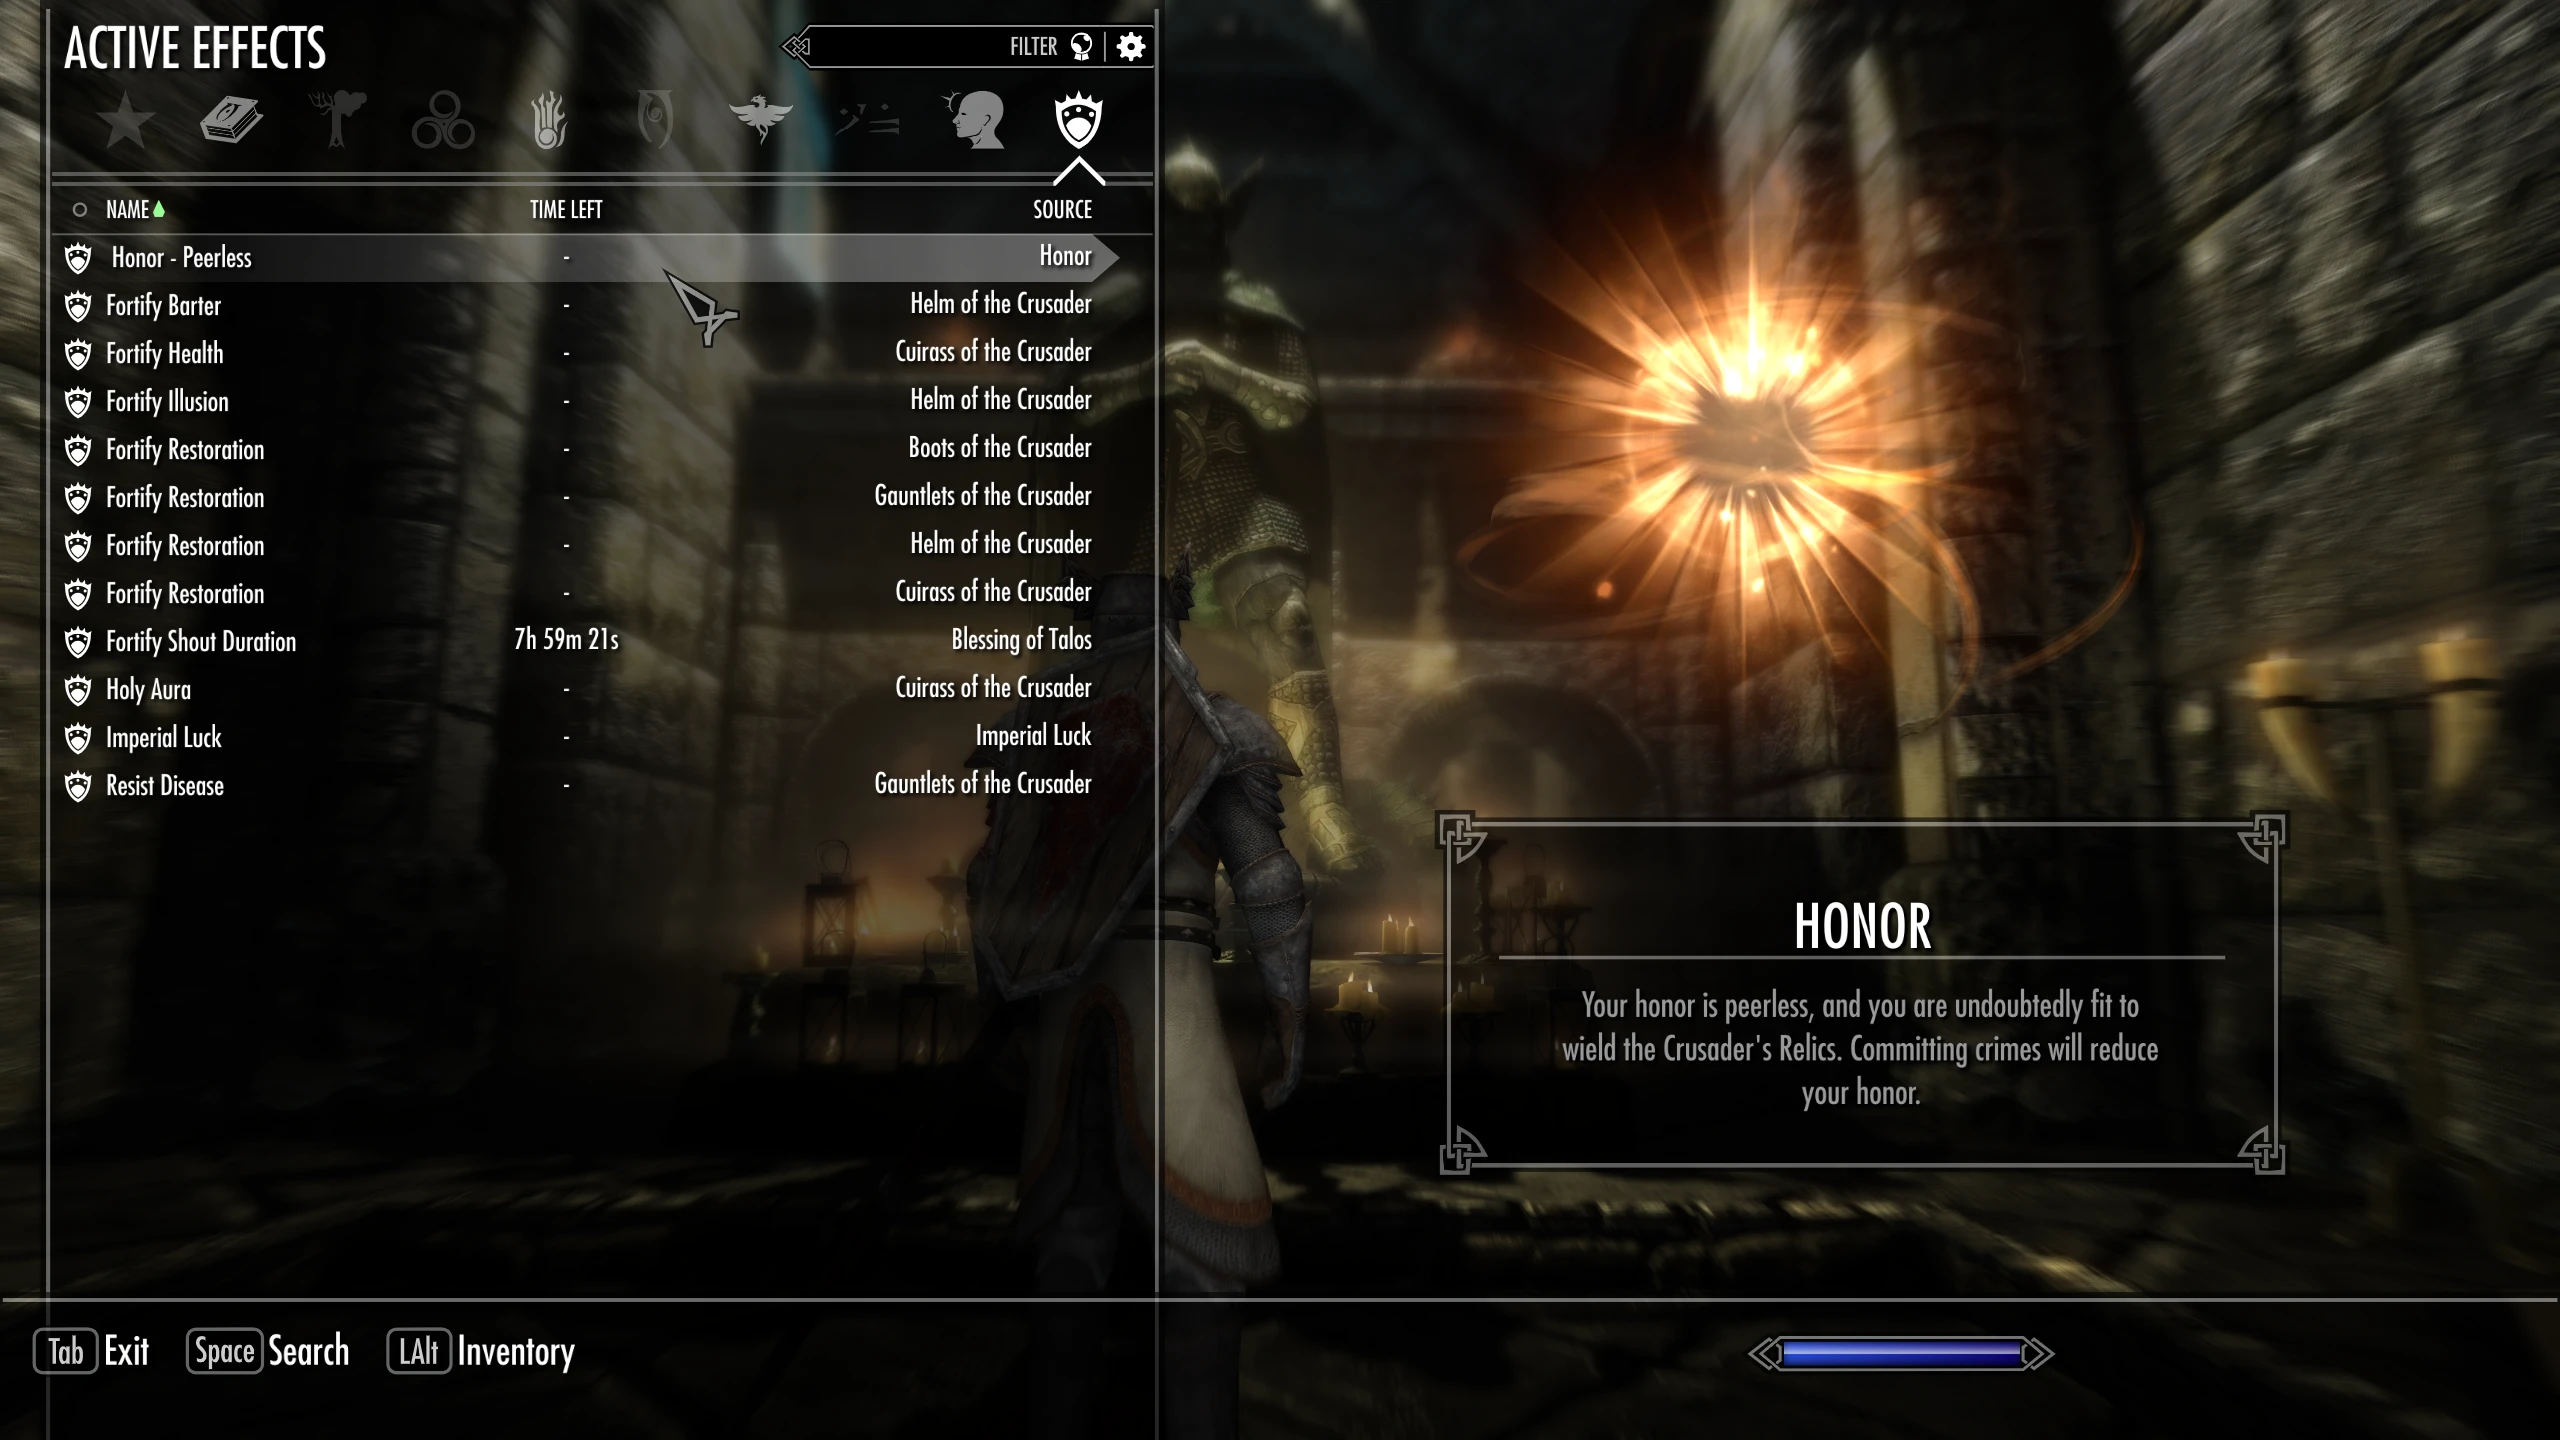 ACTIVE EFFECTS
FILTER
NAME TIME LEFT SOURCE
Honor - Peerless - Honor
Fortify Barter - Helm of the Crusader
Fortify Health - Cuirass of the Crusader
Fortify Illusion - Helm of the Crusader
Fortify Restoration - Boots of the Crusader
Fortify Restoration - Gauntlets of the Crusader
Fortify Restoration - Helm of the Crusader
Fortify Restoration - Cuirass of the Crusader
Fortify Shout Duration 7h 59m 21s Blessing of Talos
Holy Aura - Cuirass of the Crusader
Imperial Luck - Imperial Luck
Resist Disease - Gauntlets of the Crusader
HONOR
Your honor is peerless, and you are undoubtedly fit to
wield the Crusader's Relics. Committing crimes will reduce
your honor.
Tab Exit Space Search LAlt Inventory